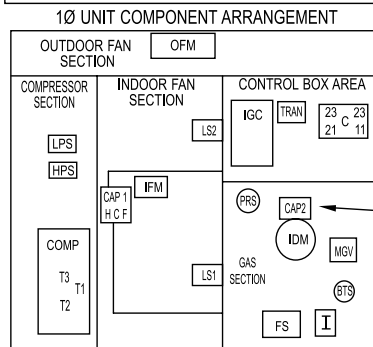 1Ø UNIT COMPONENT ARRANGEMENT
OUTDOOR FAN
SECTION
OFM
COMPRESSOR
SECTION
LPS
HPS
COMP
T3
T1
T2
INDOOR FAN
SECTION
LS2
CAP 1
H C F
IFM
LS1
CONTROL BOX AREA
IGC
TRAN
23 C 23
21 11
PRS
CAP2
IDM
GAS
SECTION
MGV
BTS
FS
I